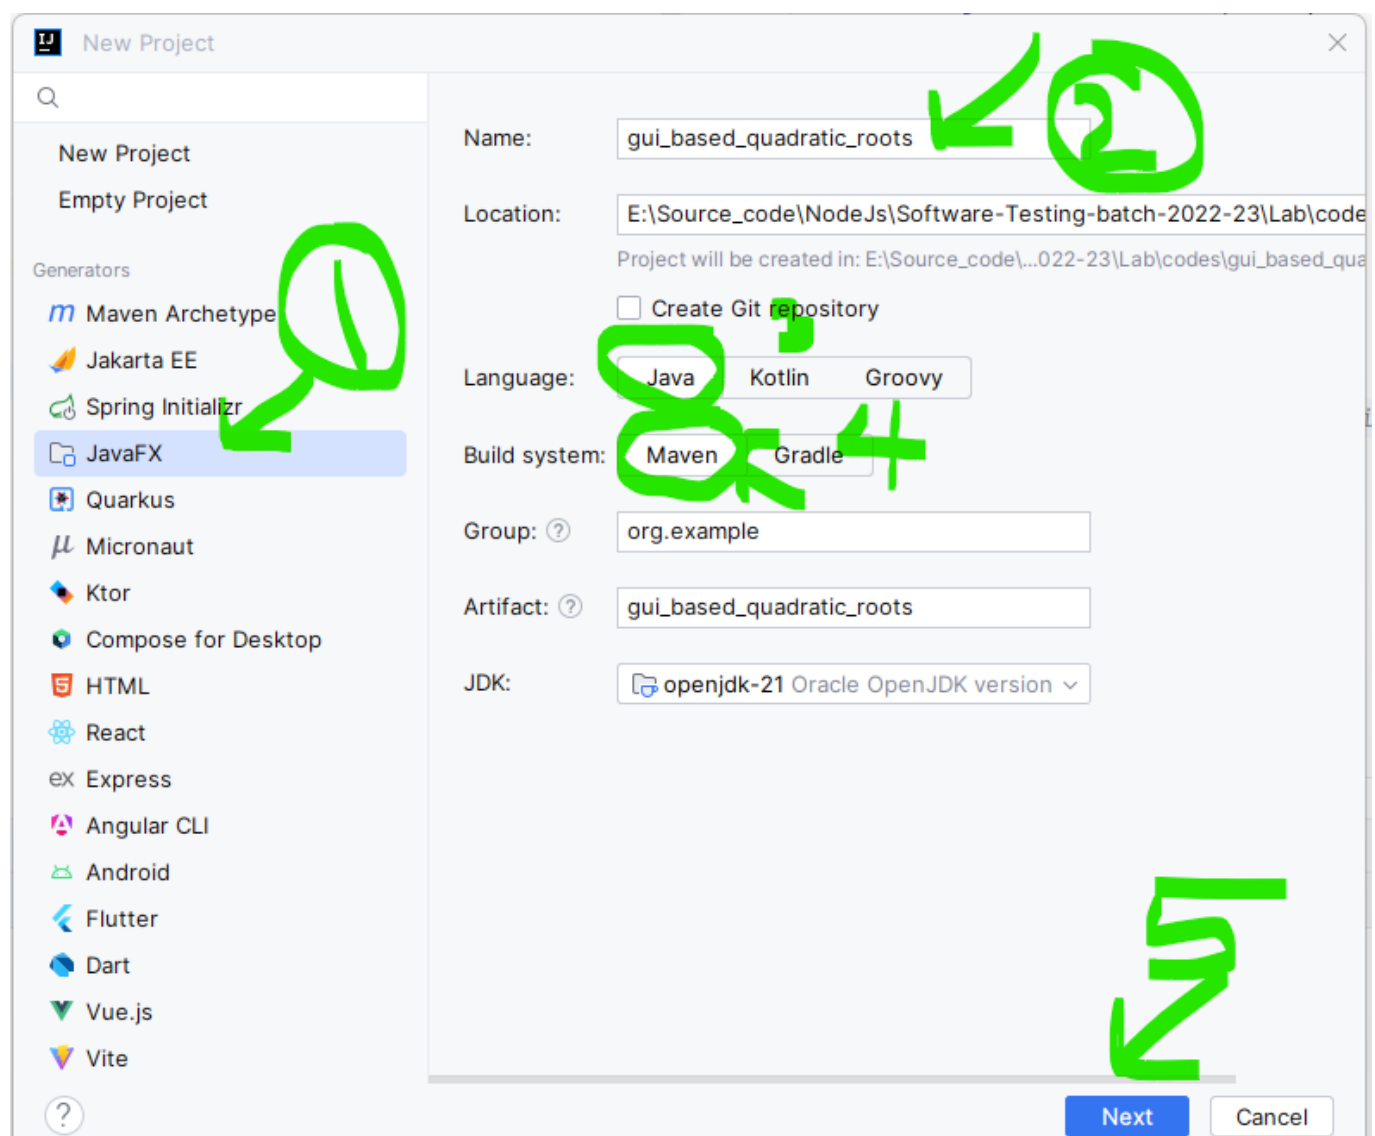 IJ New Project
New Project
Empty Project
Generators
m Maven Archetype
Jakarta EE
Spring Initializr
JavaFX
Quarkus
μ Micronaut
Ktor
Compose for Desktop
HTML
React
ex Express
Angular CLI
Android
Flutter
Dart
Vue.js
Vite
?
1
Name: gui_based_quadratic_roots
2
Location: E:\Source_code\NodeJs\Software-Testing-batch-2022-23\Lab\code
Project will be created in: E:\Source_code\...022-23\Lab\codes\gui_based_qua
Create Git repository
Language: Java Kotlin Groovy
Build system: Maven Gradle
4
Group: ? org.example
Artifact: ? gui_based_quadratic_roots
JDK: openjdk-21 Oracle OpenJDK version
5
Next Cancel